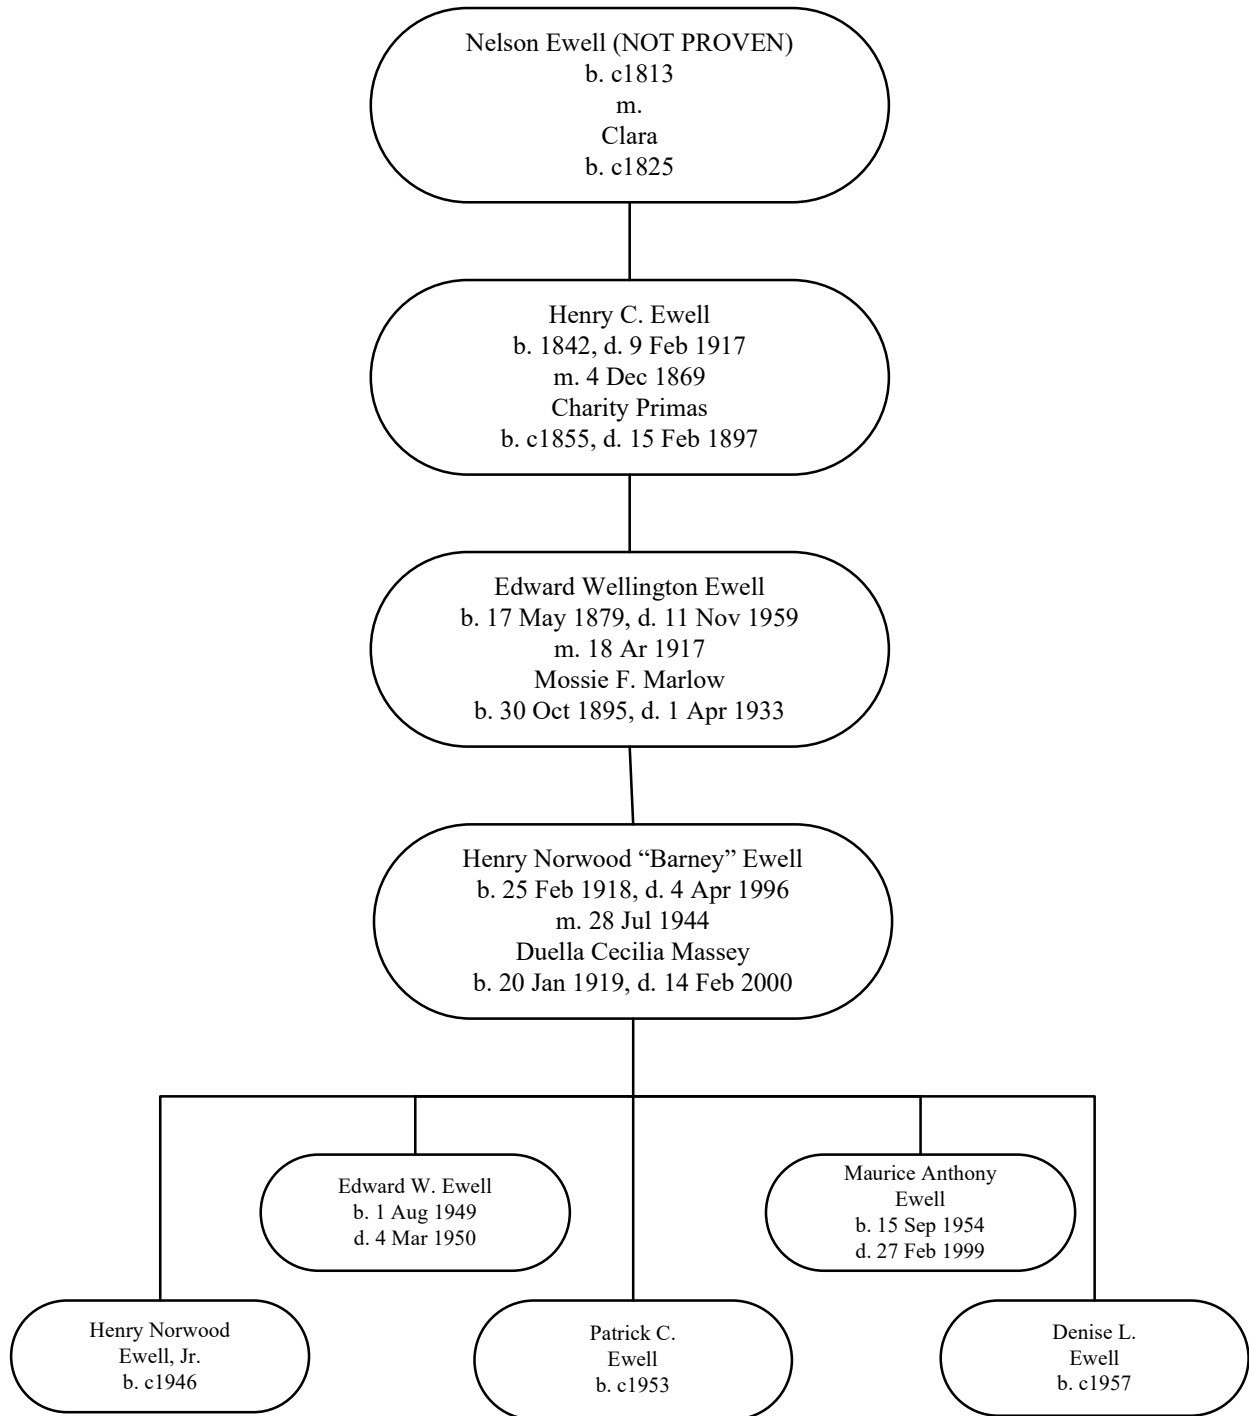 Nelson Ewell (NOT PROVEN)
b. c1813
m.
Clara
b. c1825
Henry C. Ewell
b. 1842, d. 9 Feb 1917
m. 4 Dec 1869
Charity Primas
b. c1855, d. 15 Feb 1897
Edward Wellington Ewell
b. 17 May 1879, d. 11 Nov 1959
m. 18 Ar 1917
Mossie F. Marlow
b. 30 Oct 1895, d. 1 Apr 1933
Henry Norwood “Barney” Ewell
b. 25 Feb 1918, d. 4 Apr 1996
m. 28 Jul 1944
Duella Cecilia Massey
b. 20 Jan 1919, d. 14 Feb 2000
Edward W. Ewell
b. 1 Aug 1949
d. 4 Mar 1950
Maurice Anthony
Ewell
b. 15 Sep 1954
d. 27 Feb 1999
Henry Norwood
Ewell, Jr.
b. c1946
Patrick C.
Ewell
b. c1953
Denise L.
Ewell
b. c1957